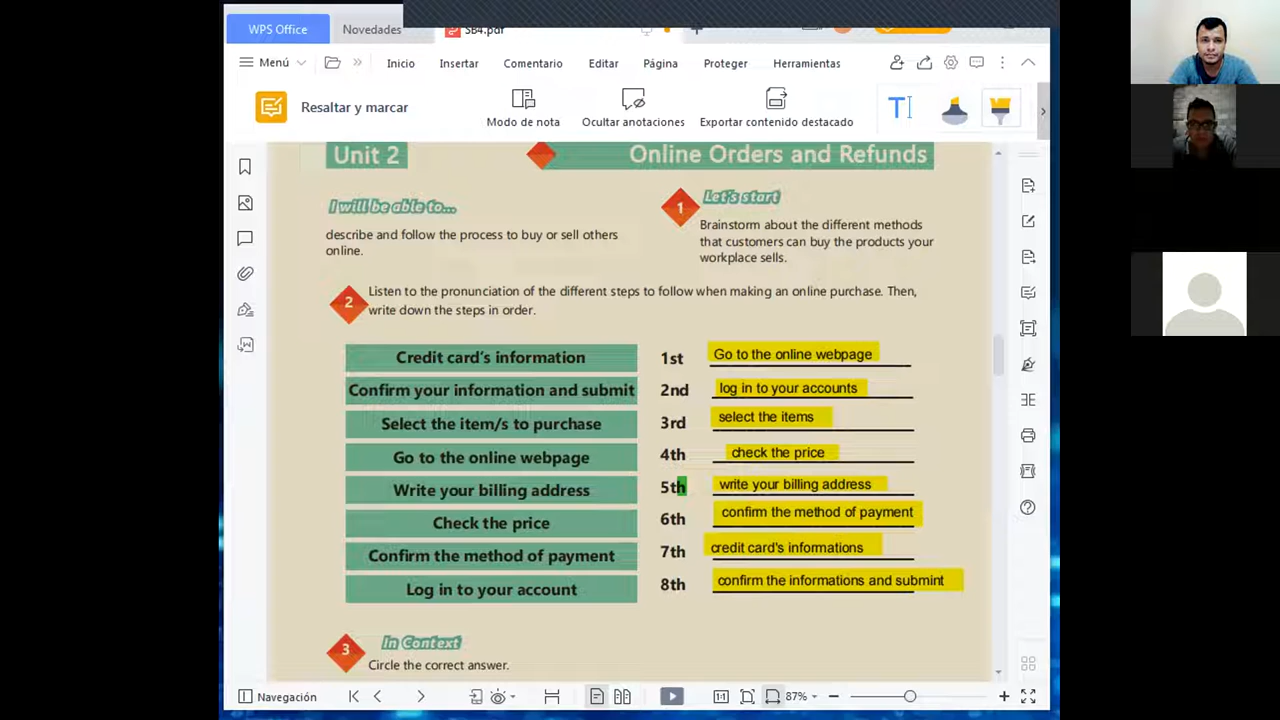 WPS Office
Novedades
SB4.pdf
Menú
Inicio
Insertar
Comentario
Editar
Página
Proteger
Herramientas
Resaltar y marcar
Modo de nota
Ocultar anotaciones
Exportar contenido destacado
Unit 2
Online Orders and Refunds
I will be able to...
describe and follow the process to buy or sell others
online.
1
Let's start
Brainstorm about the different methods
that customers can buy the products your
workplace sells.
2
Listen to the pronunciation of the different steps to follow when making an online purchase. Then,
write down the steps in order.
Credit card's information
Confirm your information and submit
Select the item/s to purchase
Go to the online webpage
Write your billing address
Check the price
Confirm the method of payment
Log in to your account
1st Go to the online webpage
2nd log in to your accounts
3rd select the items
4th check the price
5th write your billing address
6th confirm the method of payment
7th credit card's informations
8th confirm the informations and submint
3
In Context
Circle the correct answer.
Navegación
1:1
87%